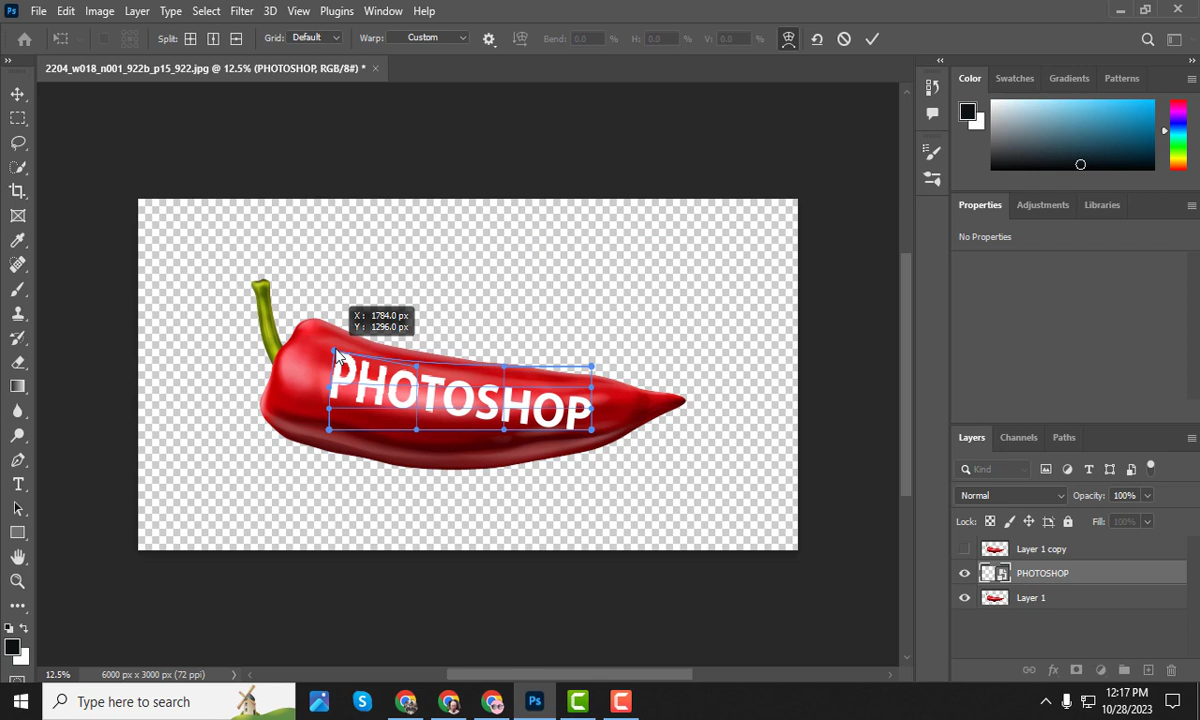 Ps File Edit Image Layer Type Select Filter 3D View Plugins Window Help
Split: Grid: Default Warp: Custom Bend: 0.0 % H: 0.0 % V: 0.0 %
2204_w018_n001_922b_p15_922.jpg @ 12.5% (PHOTOSHOP, RGB/8#) * ×
Color Swatches Gradients Patterns
Properties Adjustments Libraries
No Properties
X: 1784.0 px
Y: 1296.0 px
PHOTOSHOP
Layers Channels Paths
Kind
Normal Opacity: 100%
Lock: Fill: 100%
Layer 1 copy
PHOTOSHOP
Layer 1
12.5% 6000 px x 3000 px (72 ppi)
Type here to search
12:17 PM
10/28/2023